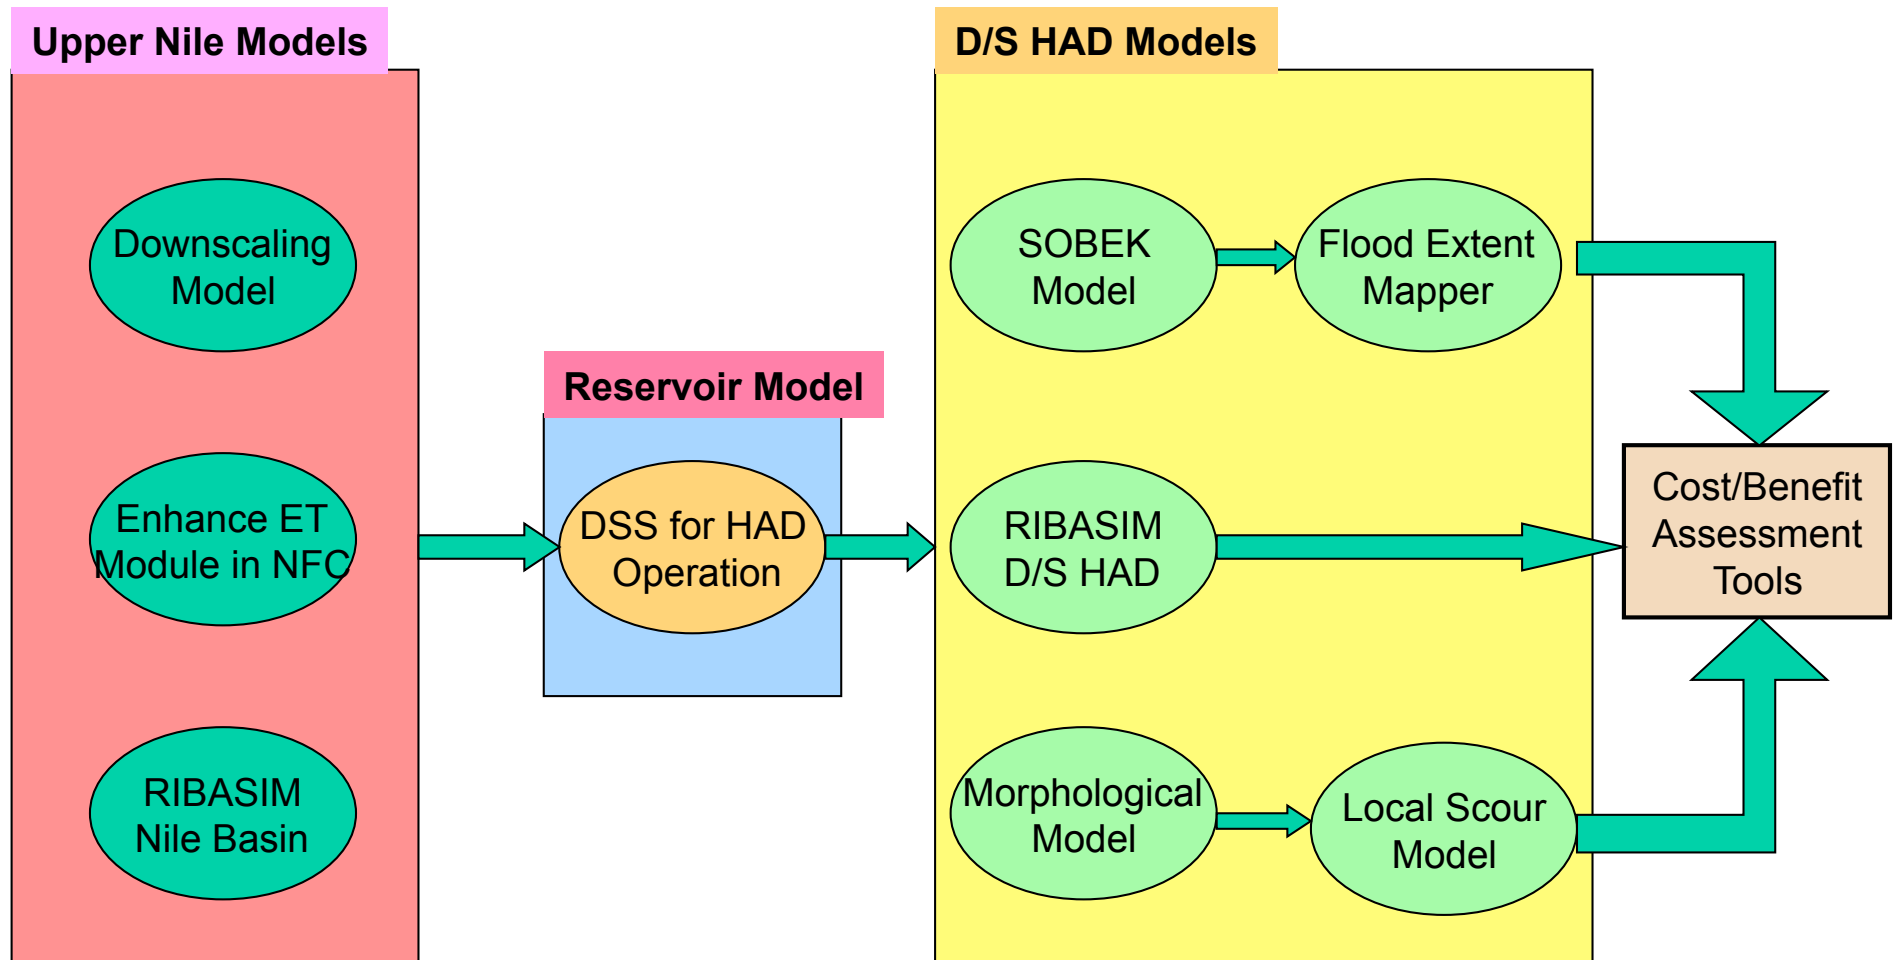 Upper Nile Models
Downscaling
Model
Enhance ET
Module in NFC
RIBASIM
Nile Basin
Reservoir Model
DSS for HAD
Operation
D/S HAD Models
SOBEK
Model
Flood Extent
Mapper
RIBASIM
D/S HAD
Morphological
Model
Local Scour
Model
Cost/Benefit
Assessment
Tools